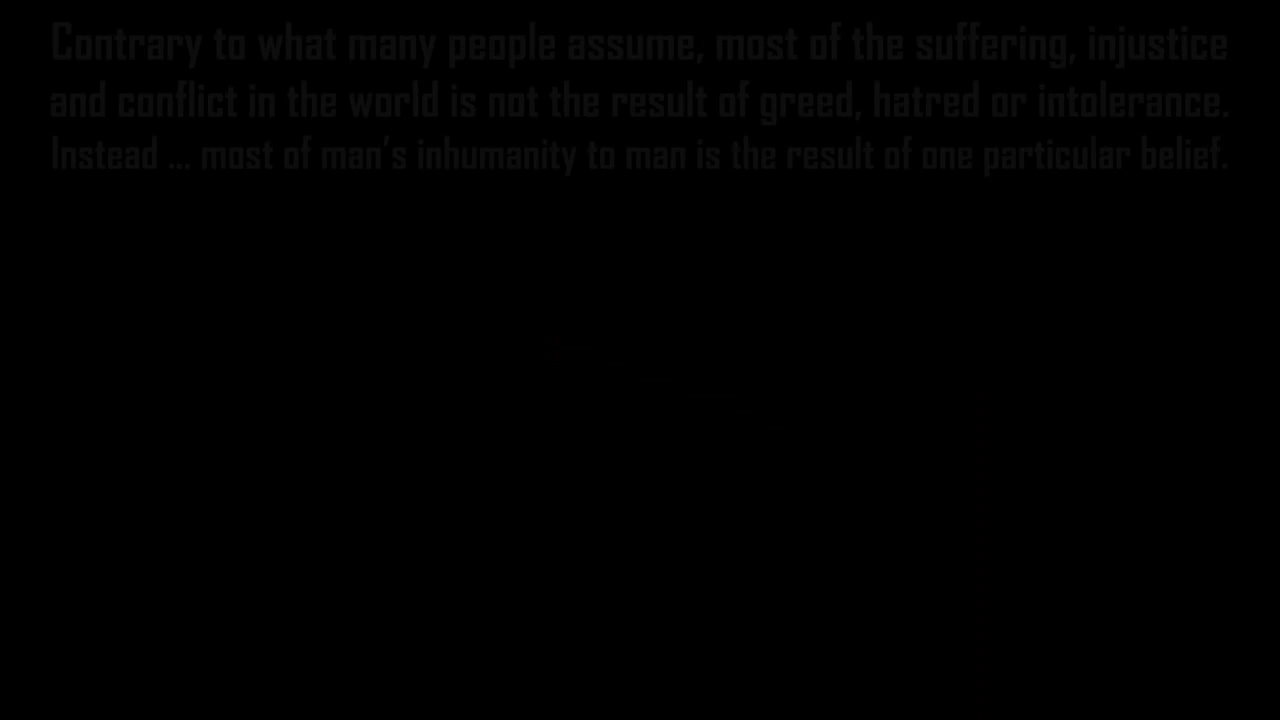 Contrary to what many people assume, most of the suffering, injustice
and conflict in the world is not the result of greed, hatred or intolerance.
Instead ... most of man's inhumanity to man is the result of one particular belief.